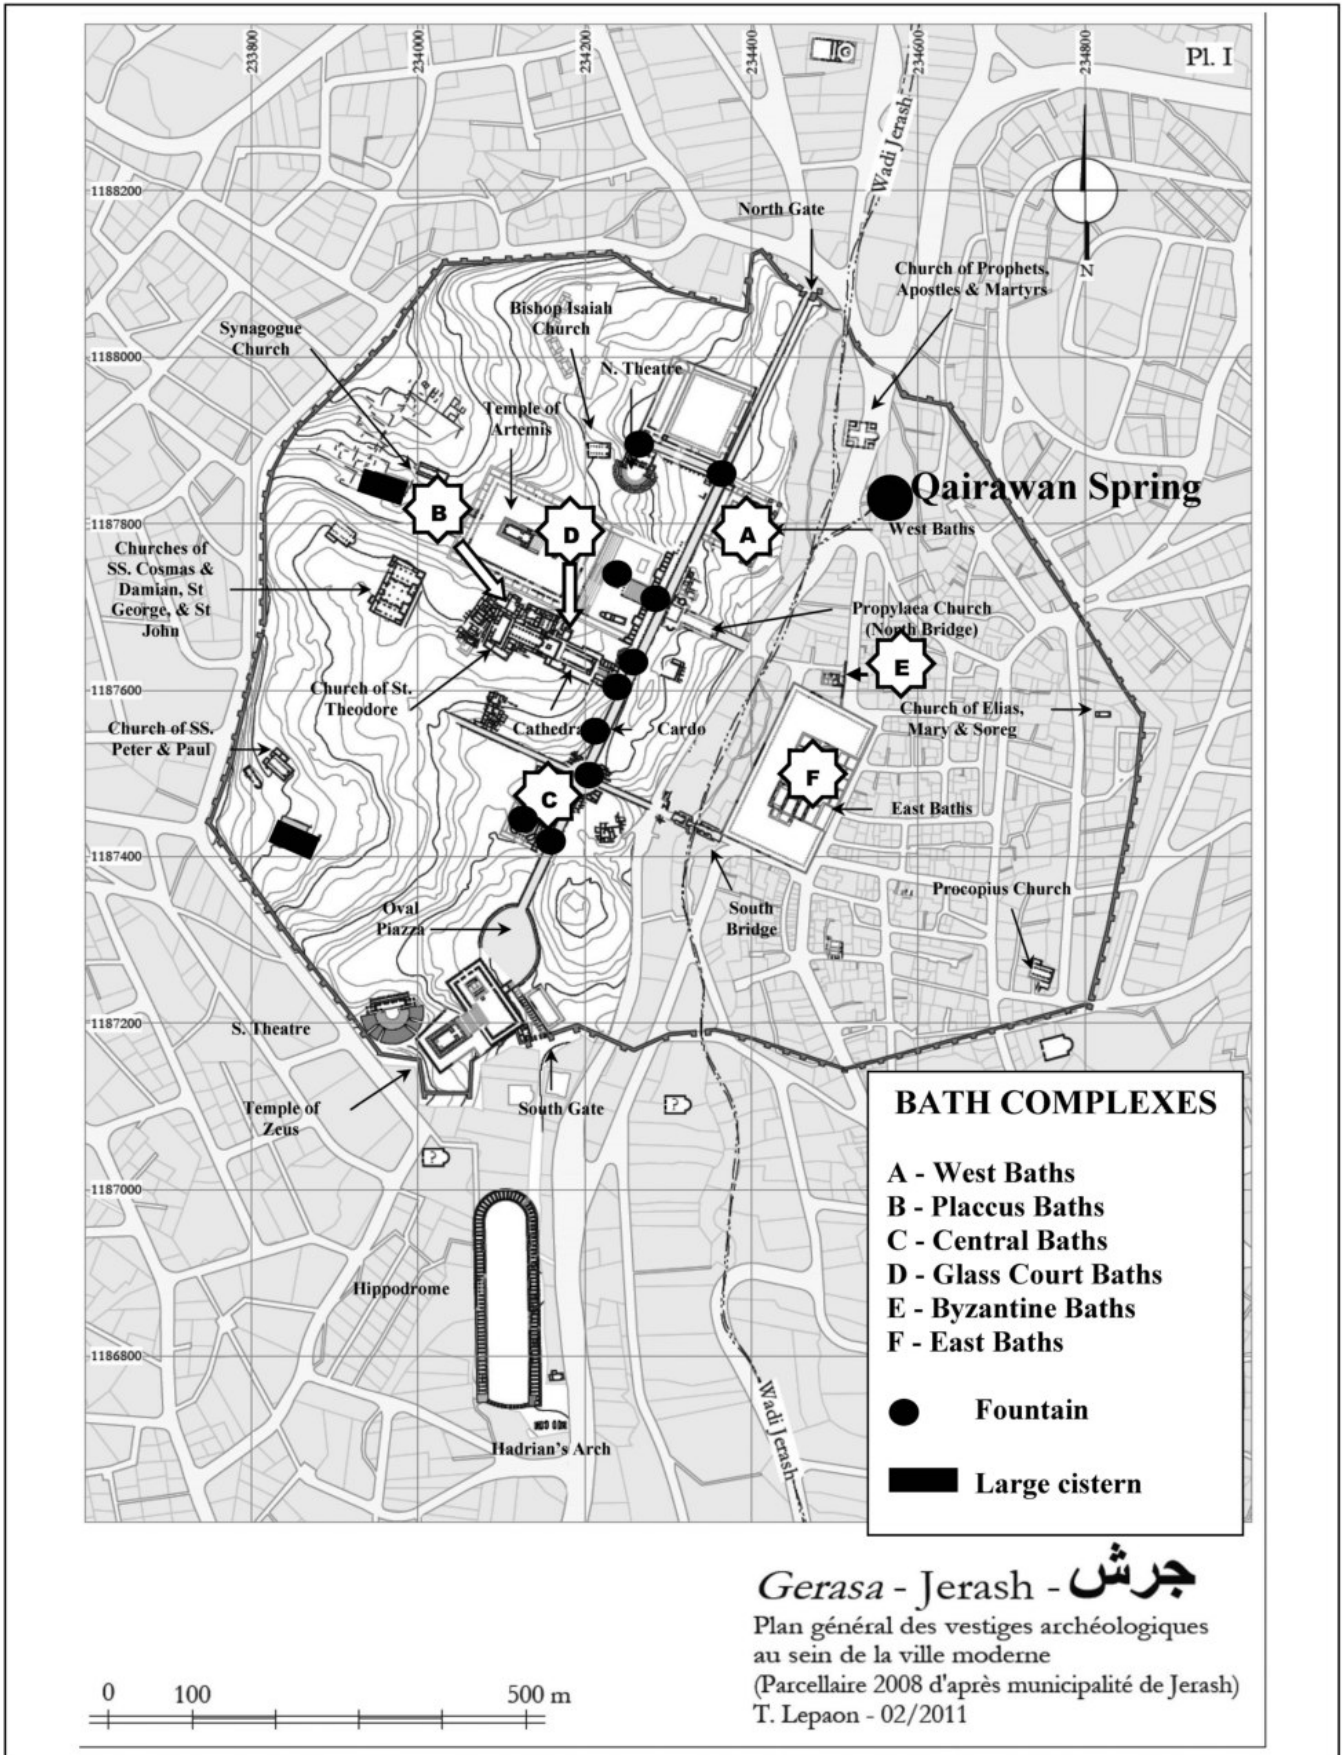 Pl. I
233800
234000
234200
234400
234600
234800
Wadi Jerash
1188200
North Gate
N
Church of Prophets,
Apostles & Martyrs
Bishop Isaiah
Church
Synagogue
Church
1188000
N. Theatre
Temple of
Artemis
Qairawan Spring
B
D
A
West Baths
1187800
Churches of
SS. Cosmas &
Damian, St
George, & St
John
Propylaea Church
(North Bridge)
E
1187600
Church of St.
Theodore
Church of Elias,
Mary & Soreg
Church of SS.
Peter & Paul
Cathedra
Cardo
F
C
East Baths
1187400
Procopius Church
Oval
Piazza
South
Bridge
1187200
S. Theatre
Temple of
Zeus
South Gate
?
?
1187000
Hippodrome
1186800
Wadi Jerash
Hadrian's Arch
BATH COMPLEXES
A - West Baths
B - Placcus Baths
C - Central Baths
D - Glass Court Baths
E - Byzantine Baths
F - East Baths
Fountain
Large cistern
Gerasa - Jerash - جرش
Plan général des vestiges archéologiques
au sein de la ville moderne
(Parcellaire 2008 d'après municipalité de Jerash)
T. Lepaon - 02/2011
0 100 500 m